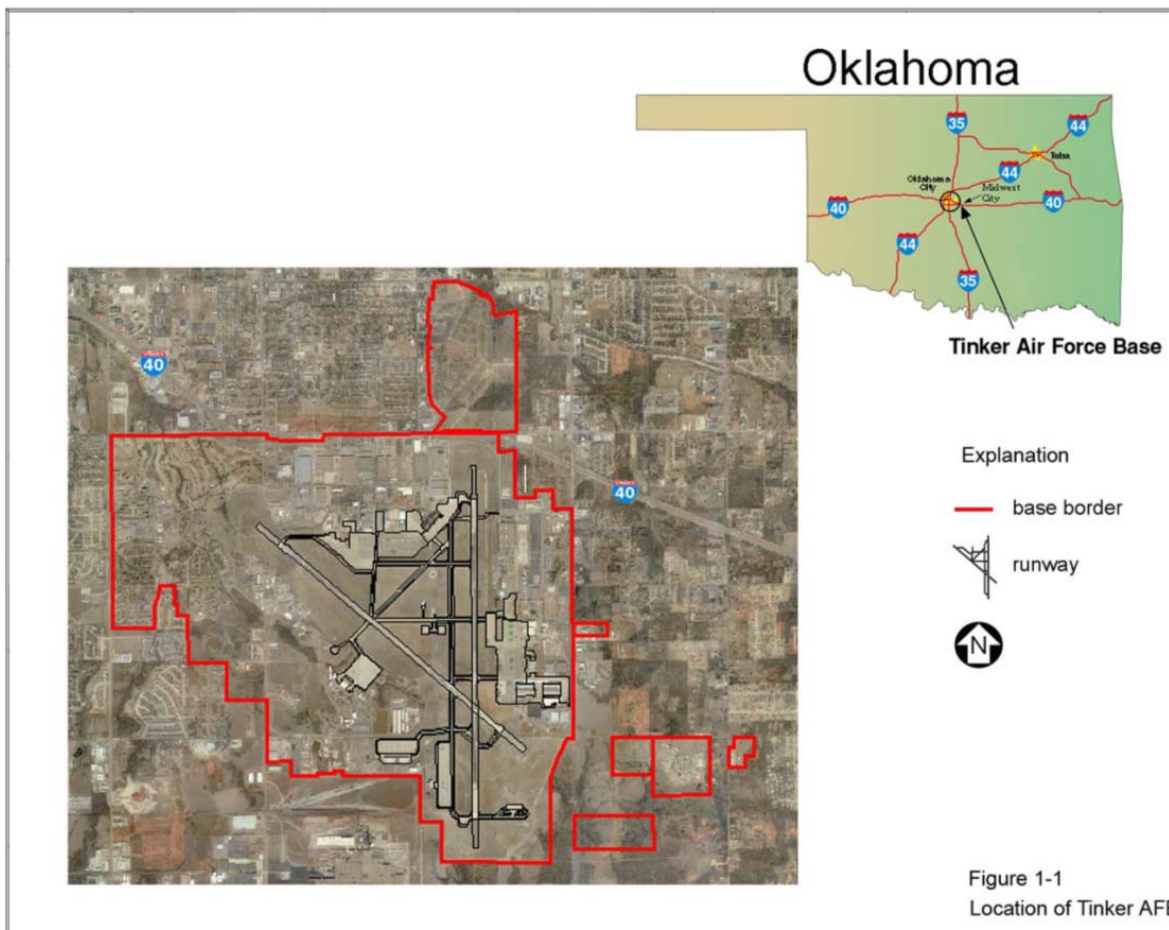 Oklahoma
35
44
Tulsa
44
Oklahoma
City
Midwest
City
40
40
44
35
Tinker Air Force Base
40
40
Explanation
base border
runway
N
Figure 1-1
Location of Tinker AFB